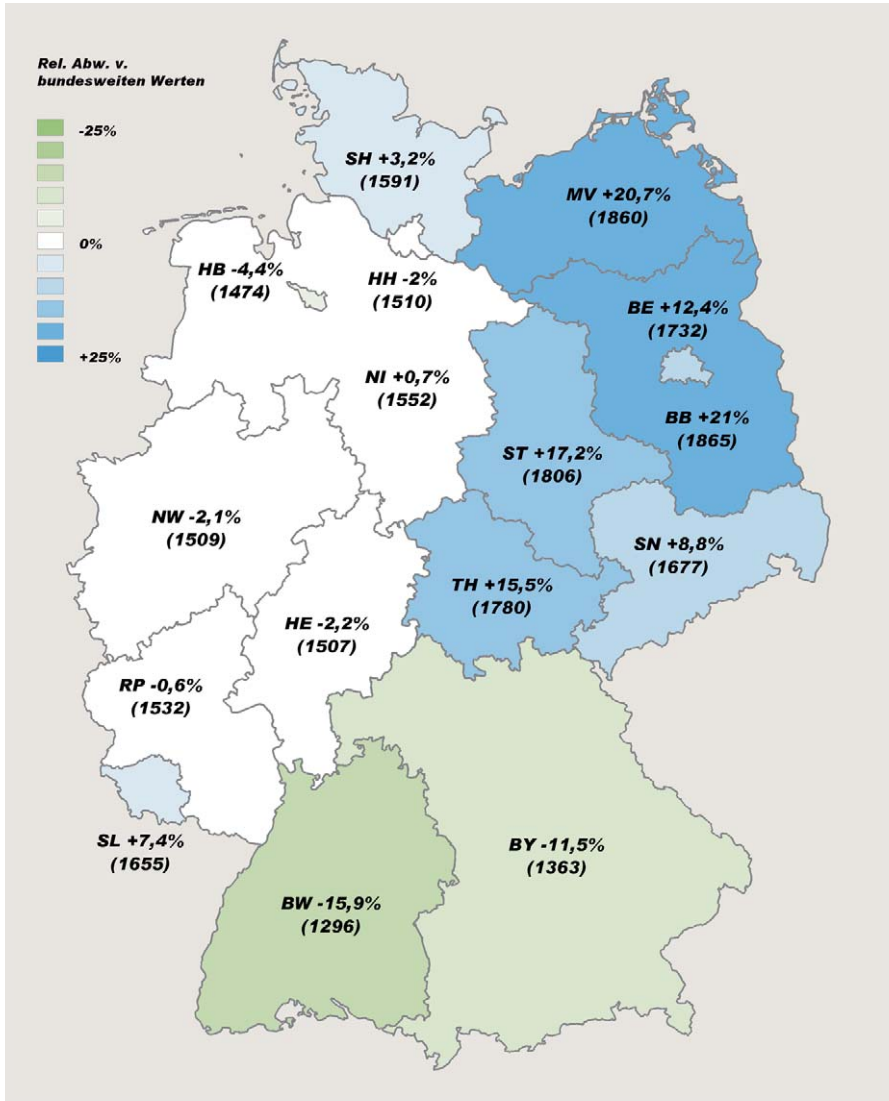 Rel. Abw. v.
bundesweiten Werten
-25%
0%
+25%
SH +3,2%
(1591)
MV +20,7%
(1860)
HB -4,4%
(1474)
HH -2%
(1510)
BE +12,4%
(1732)
NI +0,7%
(1552)
BB +21%
(1865)
ST +17,2%
(1806)
NW -2,1%
(1509)
SN +8,8%
(1677)
TH +15,5%
(1780)
HE -2,2%
(1507)
RP -0,6%
(1532)
SL +7,4%
(1655)
BY -11,5%
(1363)
BW -15,9%
(1296)